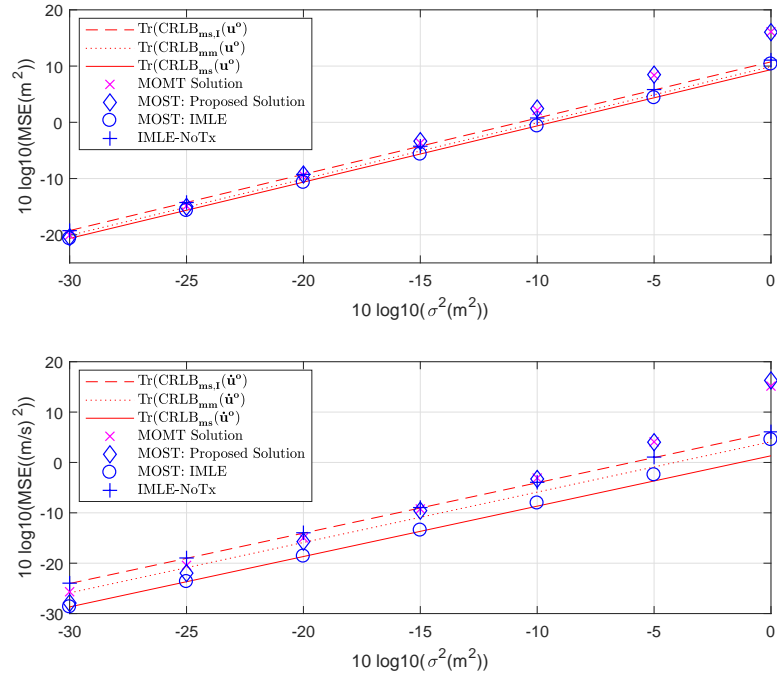 20
10
0
-10
-20
10 log10(MSE(m²))
Tr(CRLB_ms,I(u°)
Tr(CRLB_mm(u°)
Tr(CRLB_ms(u°)
MOMT Solution
MOST: Proposed Solution
MOST: IMLE
IMLE-NoTx
-30 -25 -20 -15 -10 -5 0
10 log10(σ²(m²))
20
10
0
-10
-20
-30
10 log10(MSE((m/s) ²))
Tr(CRLB_ms,I(u̇°)
Tr(CRLB_mm(u̇°)
Tr(CRLB_ms(u̇°)
MOMT Solution
MOST: Proposed Solution
MOST: IMLE
IMLE-NoTx
-30 -25 -20 -15 -10 -5 0
10 log10(σ²(m²))